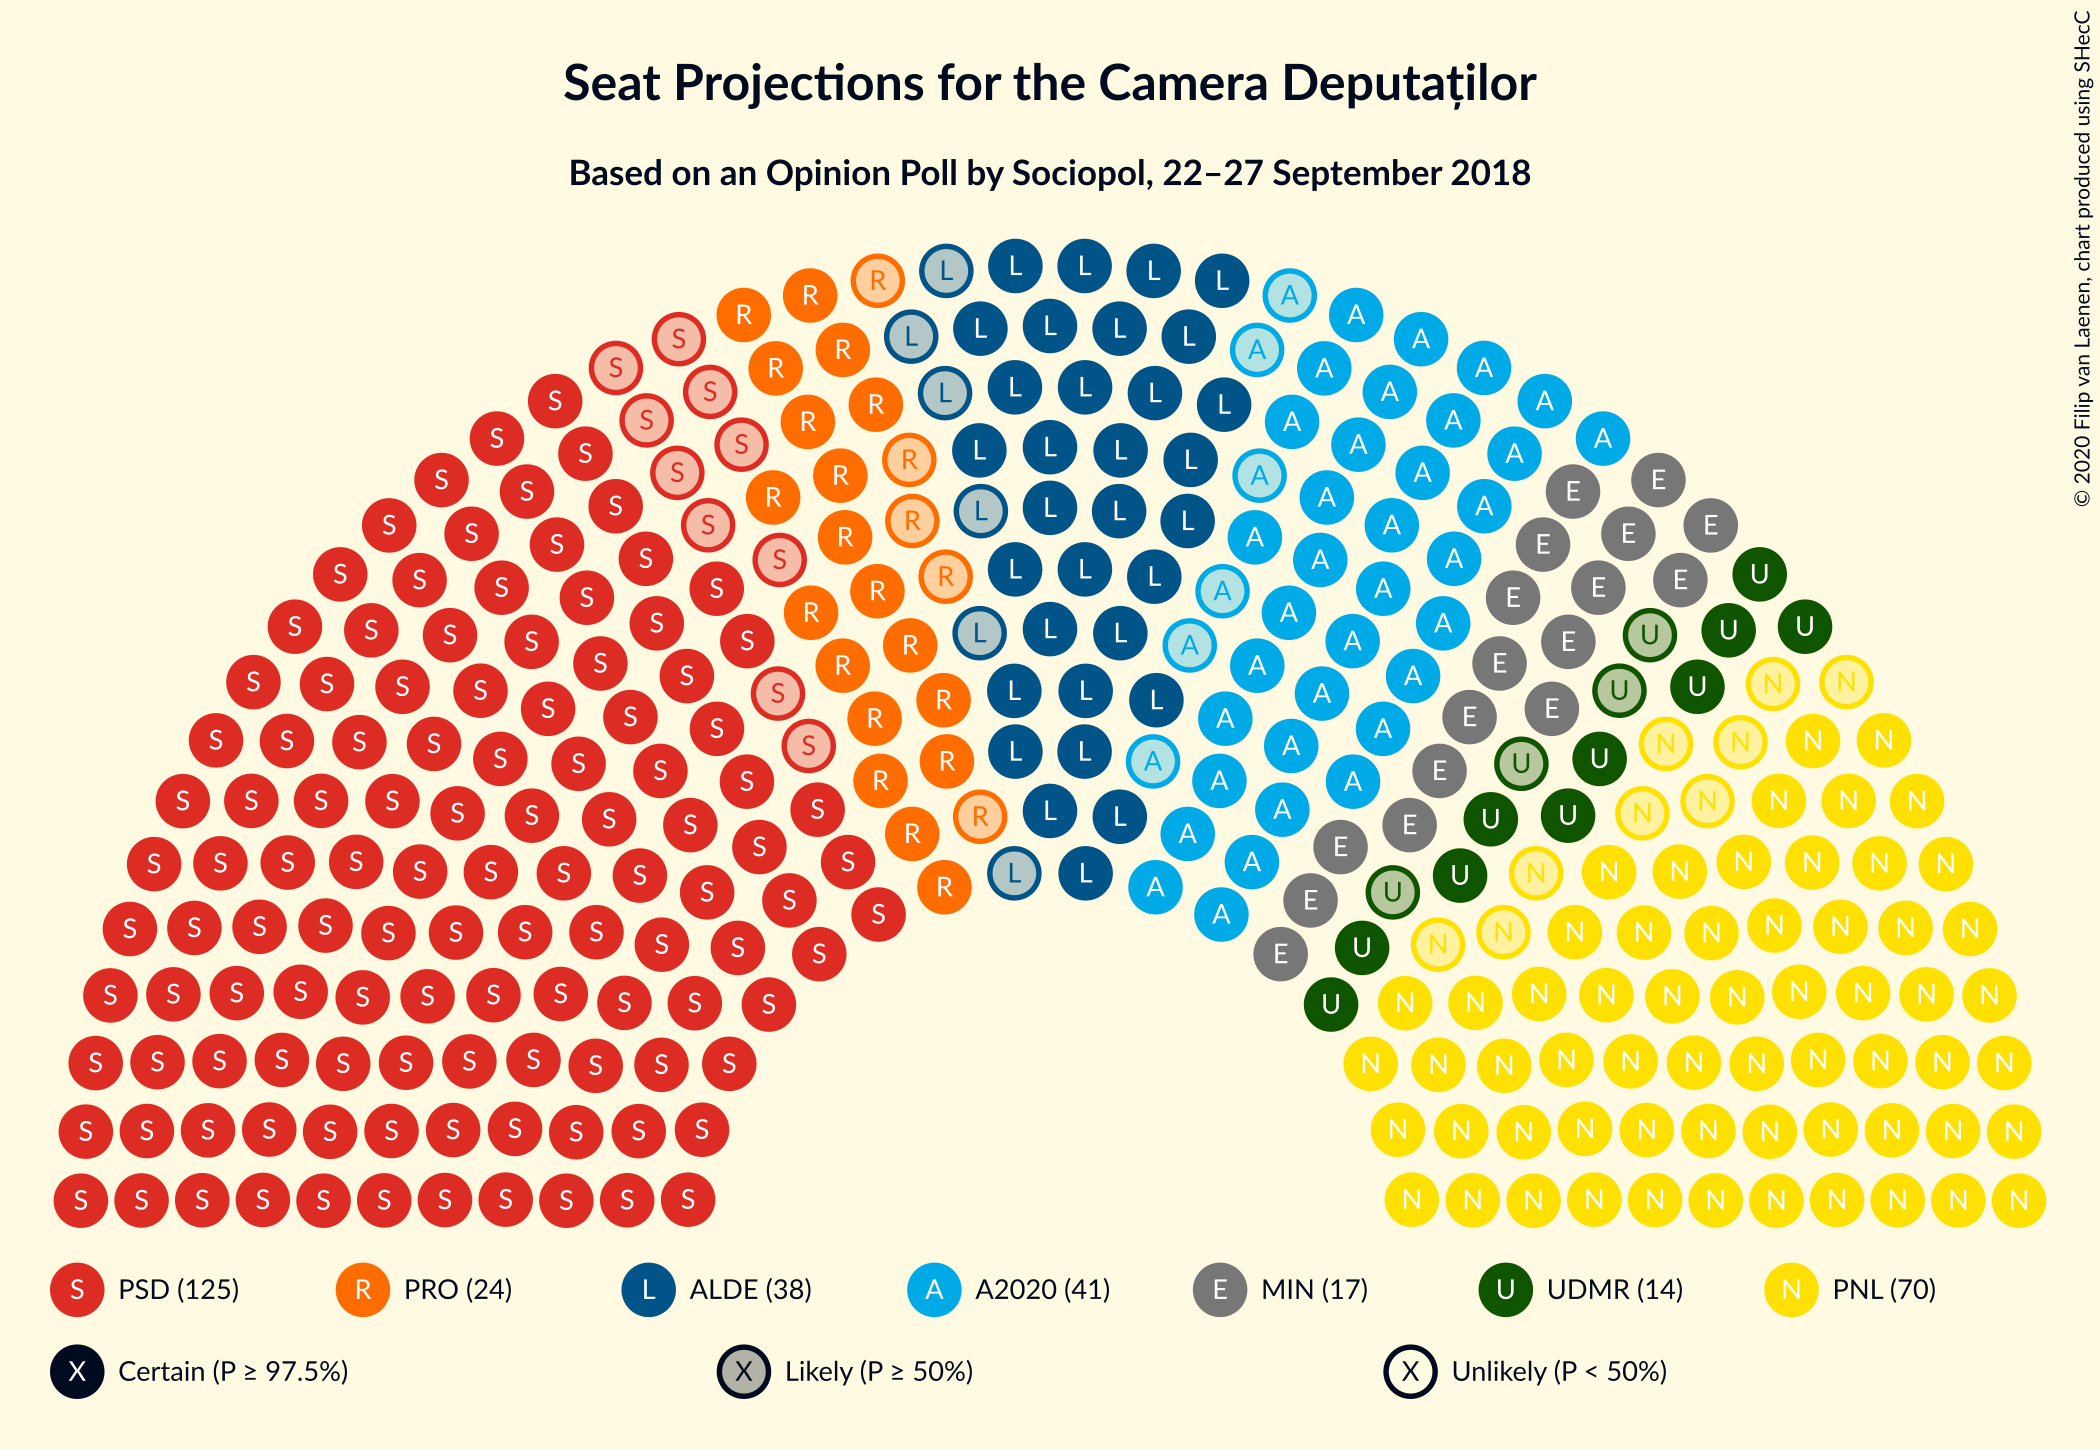 Seat Projections for the Camera Deputaților
Based on an Opinion Poll by Sociopol, 22–27 September 2018
© 2020 Filip van Laenen, chart produced using SHecC
S PSD (125) R PRO (24) L ALDE (38) A A2020 (41) E MIN (17) U UDMR (14) N PNL (70)
X Certain (P ≥ 97.5%) X Likely (P ≥ 50%) X Unlikely (P < 50%)